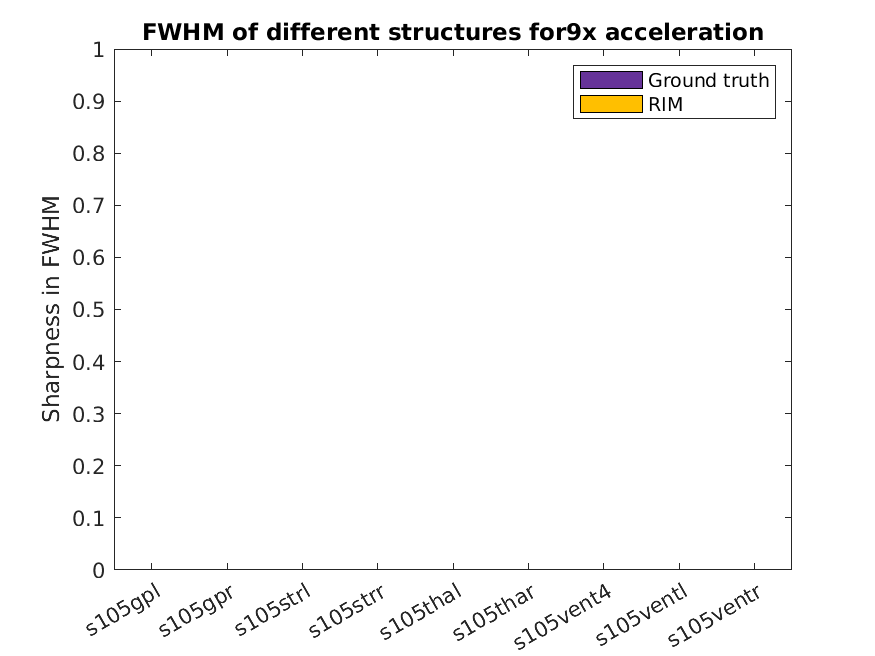 FWHM of different structures for9x acceleration
Ground truth
RIM
Sharpness in FWHM
1
0.9
0.8
0.7
0.6
0.5
0.4
0.3
0.2
0.1
0
s105gpl
s105gpr
s105strl
s105strr
s105thal
s105thar
s105vent4
s105ventl
s105ventr